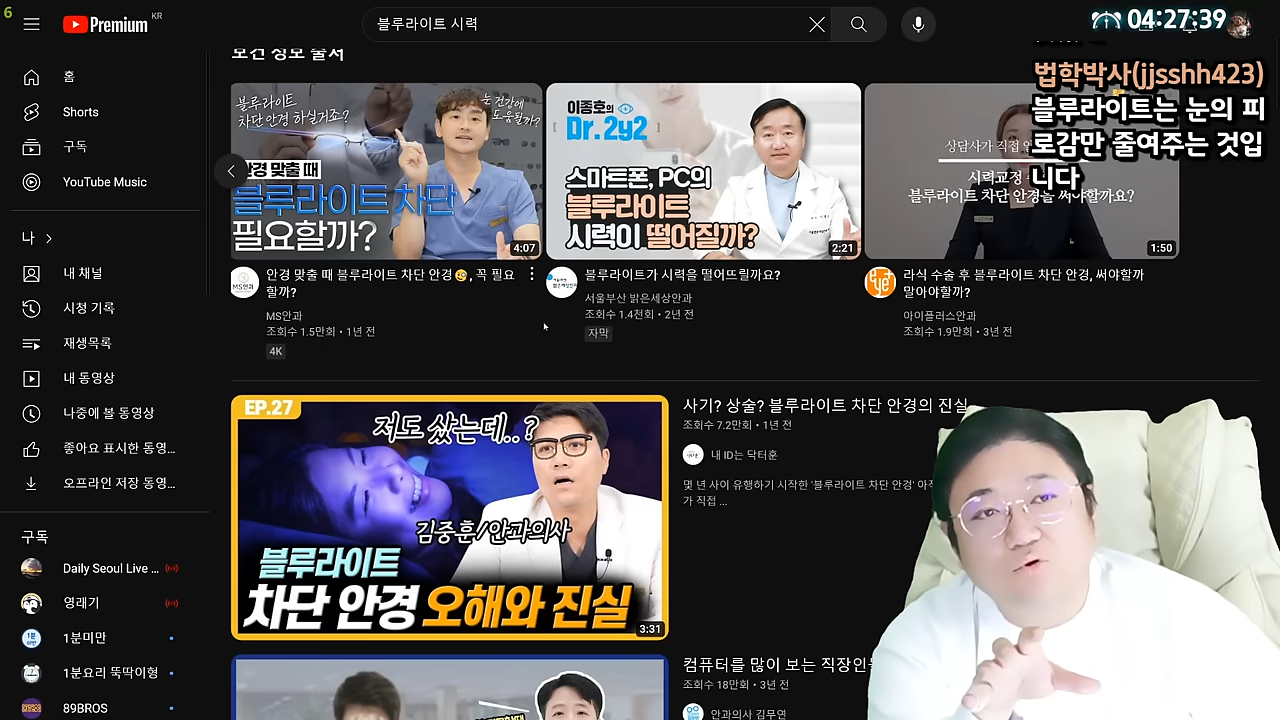 6
Premium KR
블루라이트 시력
04:27:39
홈
Shorts
구독
YouTube Music
나
내 채널
시청 기록
재생목록
내 동영상
나중에 볼 동영상
좋아요 표시한 동영...
오프라인 저장 동영...
구독
Daily Seoul Live ...
영래기
1분미만
1분요리 뚝딱이형
89BROS
보건 정보 출처
블루라이트
차단안경 하실거죠?
눈 건강에
도움될까?
안경 맞출 때
블루라이트 차단
필요할까?
4:07
안경 맞출 때 블루라이트 차단 안경🧐, 꼭 필요
할까?
MS안과
조회수 1.5만회 • 1년 전
4K
이종호의
Dr. 2y2
스마트폰, PC의
블루라이트
시력이 떨어질까?
2:21
블루라이트가 시력을 떨어뜨릴까요?
서울부산 밝은세상안과
조회수 1.4천회 • 2년 전
자막
상담사가 직접
시력교정
블루라이트 차단 안경을 써야할까요?
1:50
라식 수술 후 블루라이트 차단 안경, 써야할까
말아야할까?
아이플러스안과
조회수 1.9만회 • 3년 전
법학박사(jjsshh423)
블루라이트는 눈의 피
로감만 줄여주는 것입
니다
EP.27
저도 샀는데..?
김중훈/안과의사
블루라이트
차단 안경 오해와 진실
3:31
사기? 상술? 블루라이트 차단 안경의 진실
조회수 7.2만회 • 1년 전
내 ID는 닥터훈
몇 년 사이 유행하기 시작한 '블루라이트 차단 안경'
가 직접 ...
컴퓨터를 많이 보는 직장인
조회수 18만회 • 3년 전
안과의사 김무연